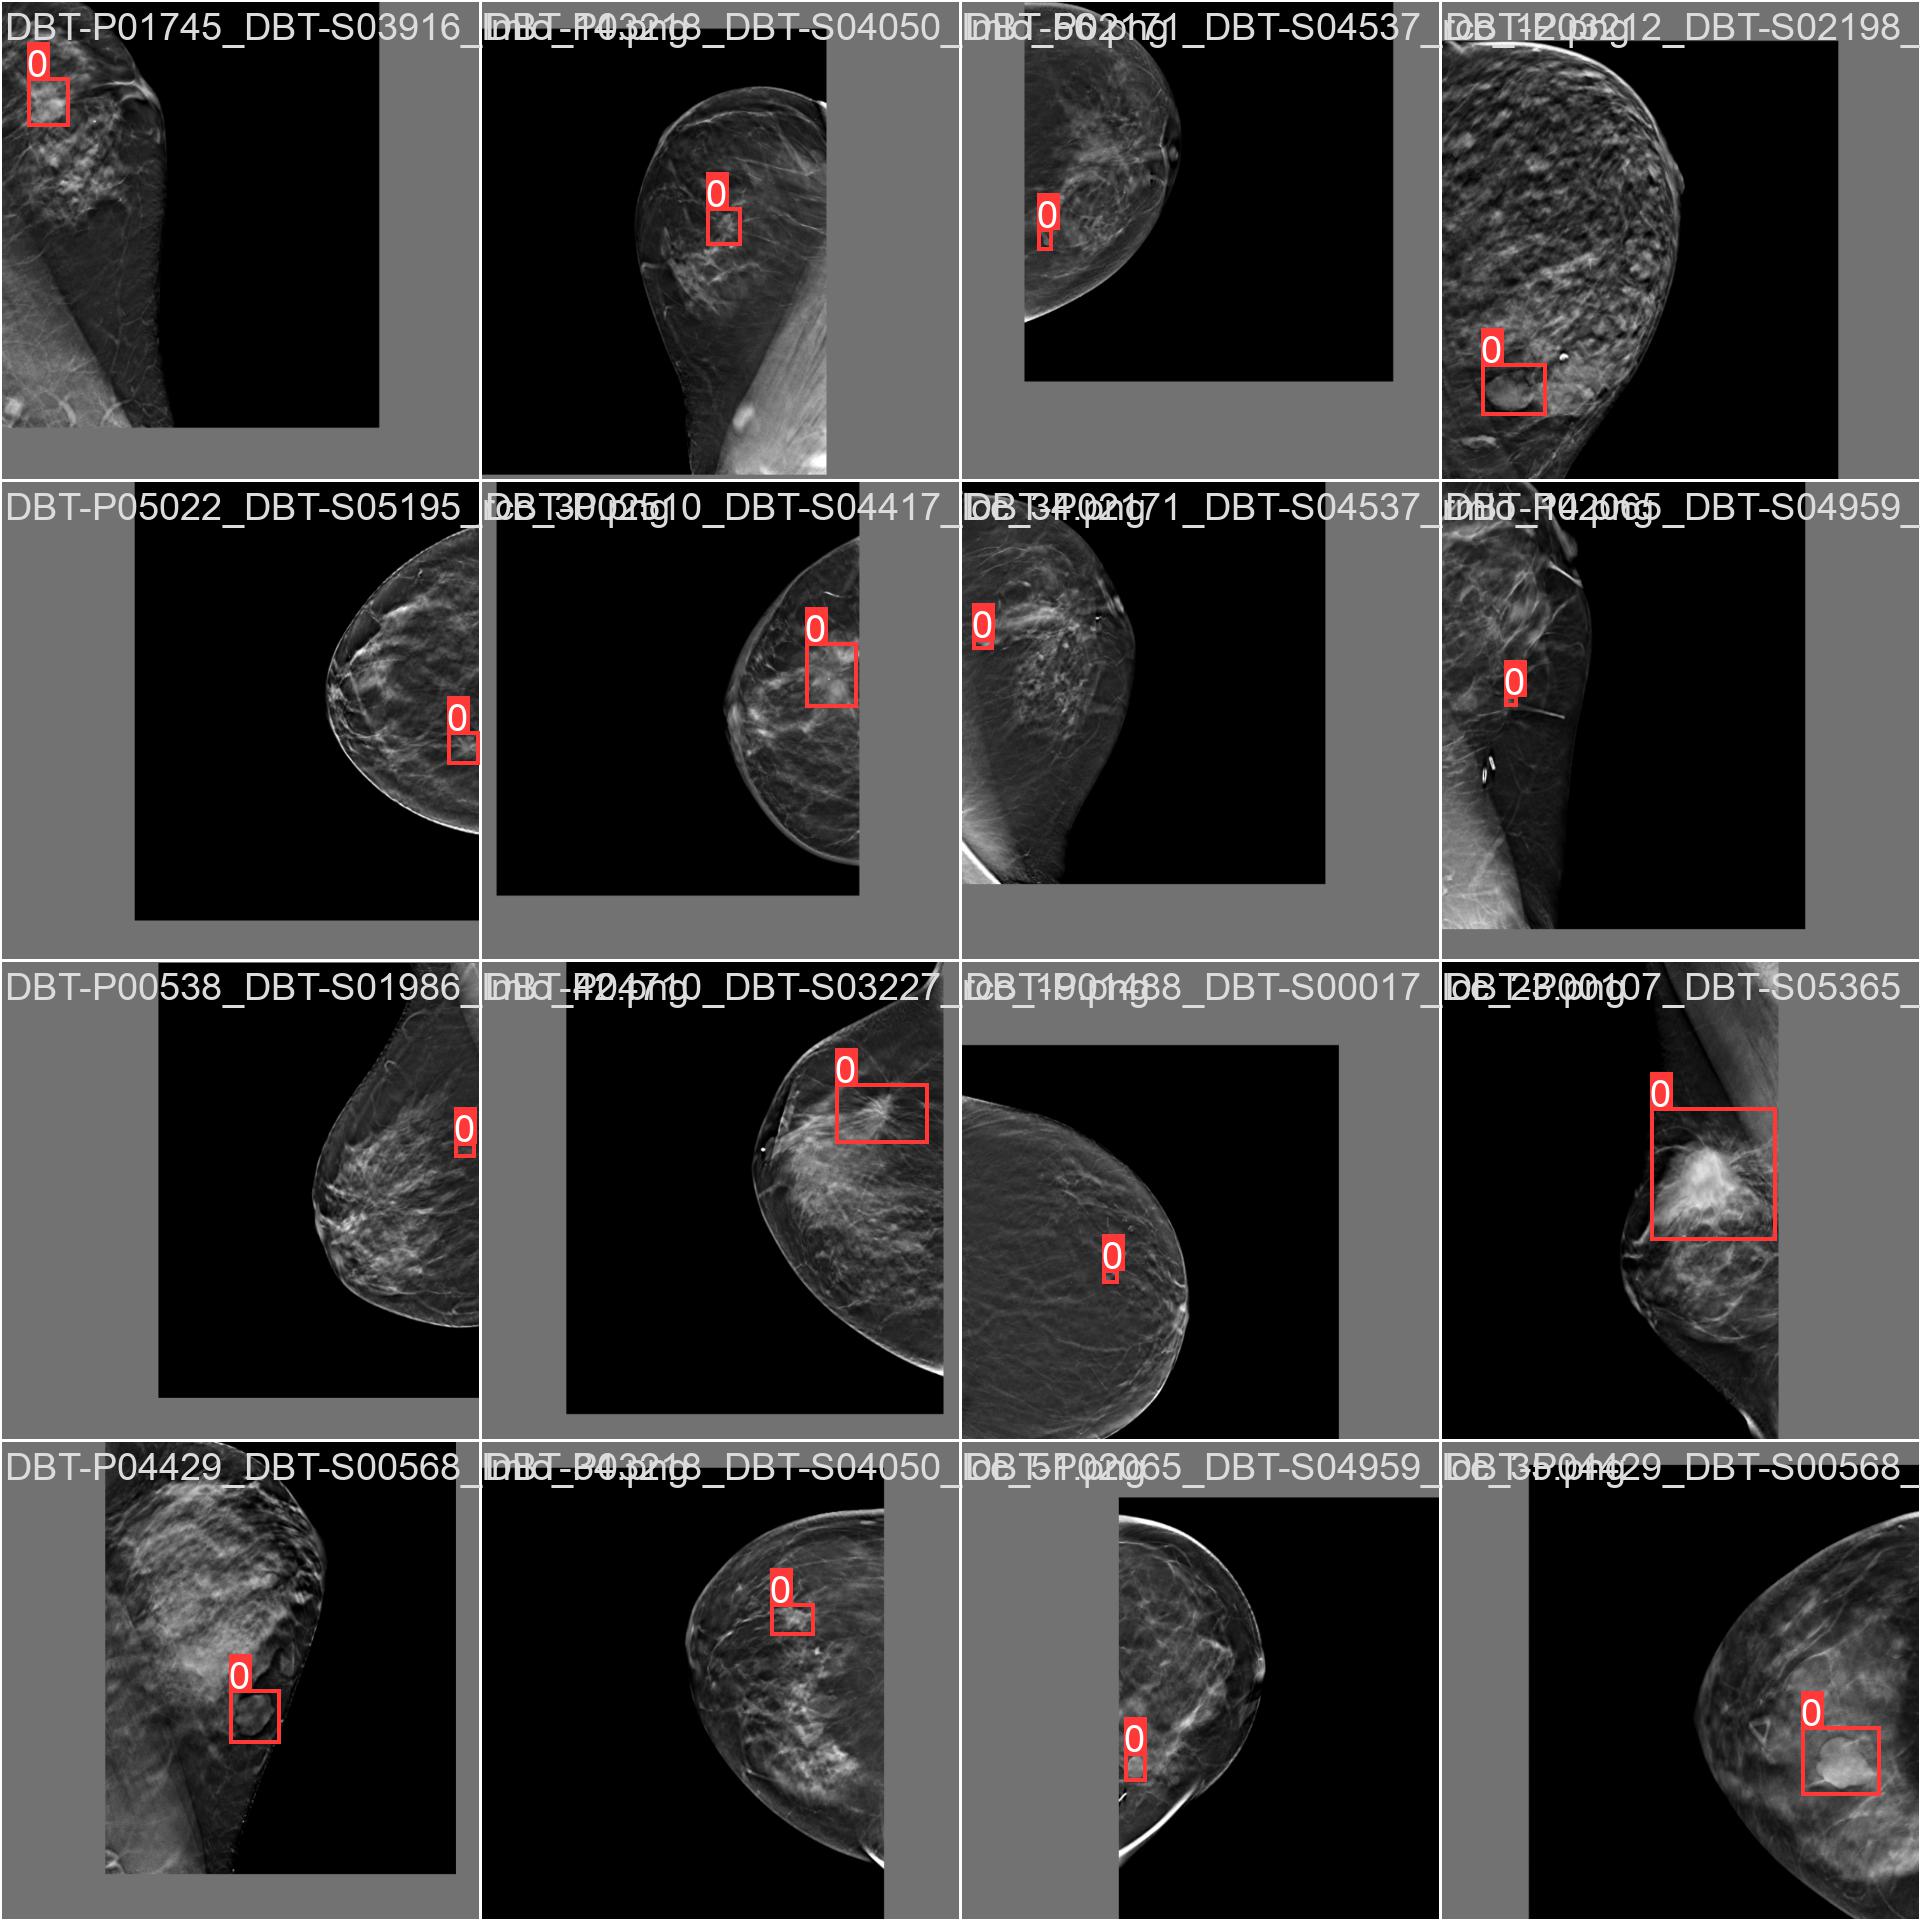 DBT-P01745_DBT-S03916_
DBT-P03218_DBT-S04050_
DBT-P02171_DBT-S04537_
DBT-P03212_DBT-S02198_
0
0
0
0
DBT-P05022_DBT-S05195_
DBT-P02510_DBT-S04417_
DBT-P02171_DBT-S04537_
DBT-P02065_DBT-S04959_
0
0
0
0
DBT-P00538_DBT-S01986_
DBT-P04710_DBT-S03227_
DBT-P01488_DBT-S00017_
DBT-P00107_DBT-S05365_
0
0
0
0
DBT-P04429_DBT-S00568_
DBT-P03218_DBT-S04050_
DBT-P02065_DBT-S04959_
DBT-P04429_DBT-S00568_
0
0
0
0